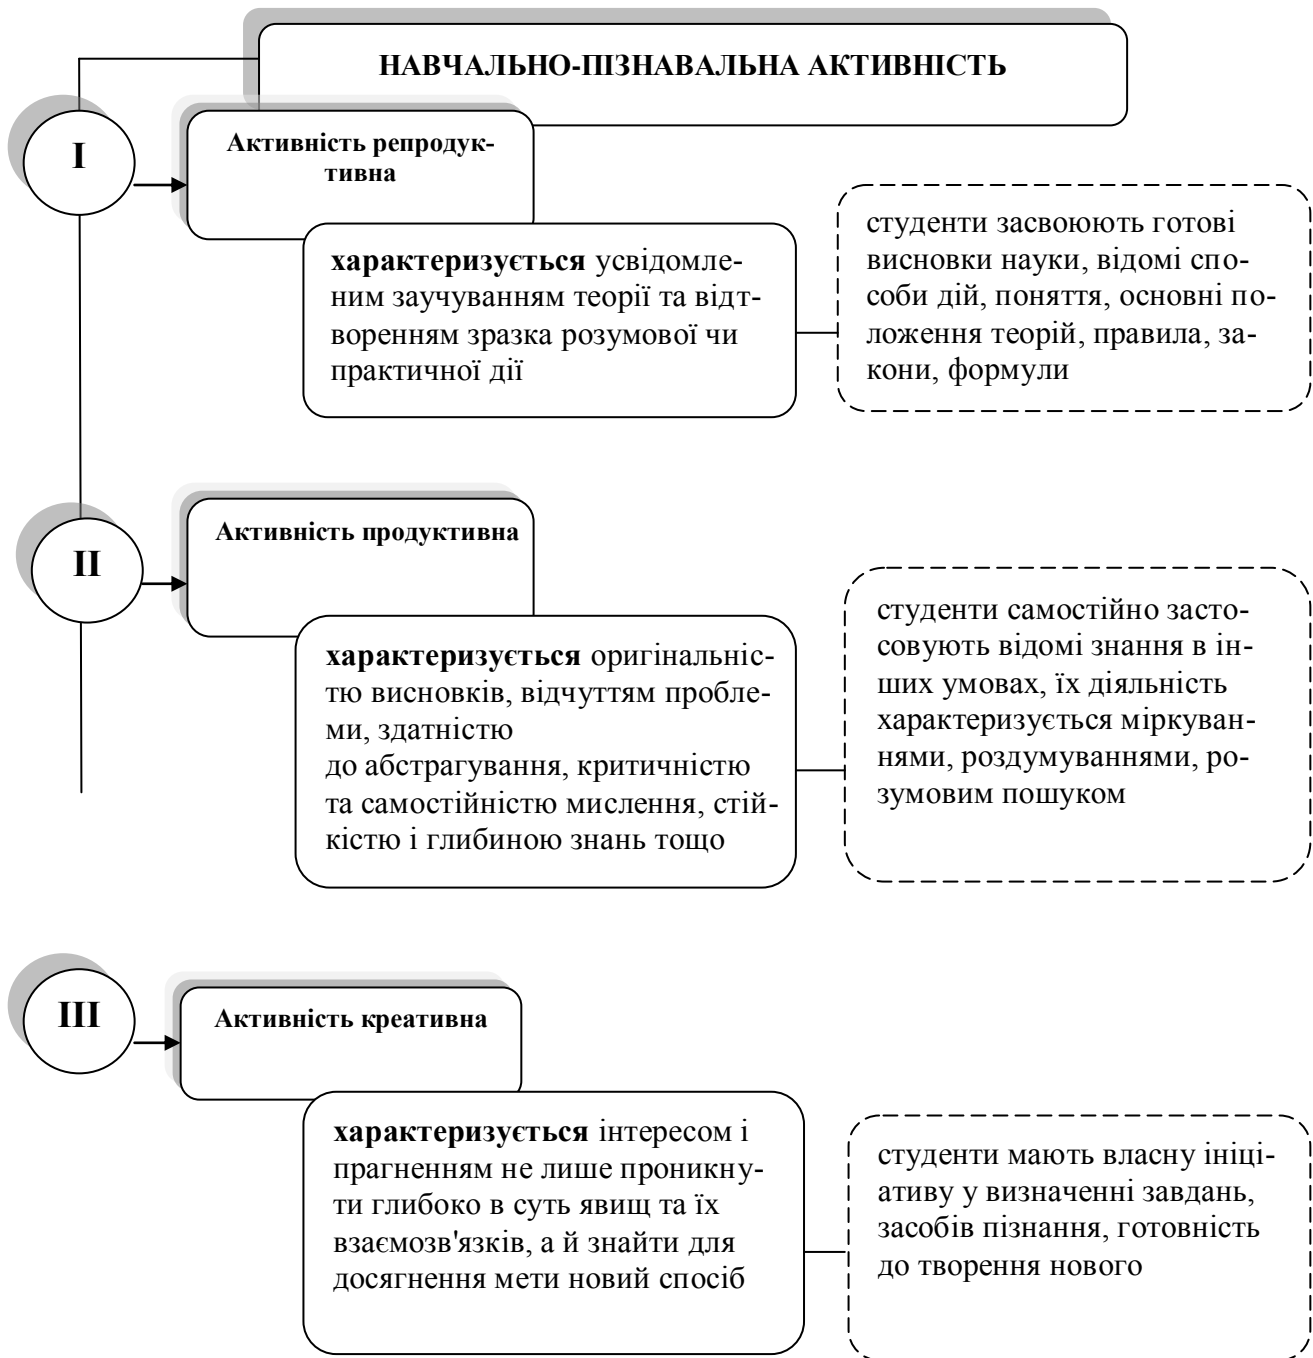 НАВЧАЛЬНО-ПІЗНАВАЛЬНА АКТИВНІСТЬ
I
Активність репродук-
тивна
характеризується усвідомле-
ним заучуванням теорії та відт-
воренням зразка розумової чи
практичної дії
студенти засвоюють готові
висновки науки, відомі спо-
соби дій, поняття, основні по-
ложення теорій, правила, за-
кони, формули
II
Активність продуктивна
характеризується оригінальніс-
тю висновків, відчуттям пробле-
ми, здатністю
до абстрагування, критичністю
та самостійністю мислення, стій-
кістю і глибиною знань тощо
студенти самостійно засто-
совують відомі знання в ін-
ших умовах, їх діяльність
характеризується міркуван-
нями, роздумуваннями, ро-
зумовим пошуком
III
Активність креативна
характеризується інтересом і
прагненням не лише проникну-
ти глибоко в суть явищ та їх
взаємозв'язків, а й знайти для
досягнення мети новий спосіб
студенти мають власну ініці-
ативу у визначенні завдань,
засобів пізнання, готовність
до творення нового